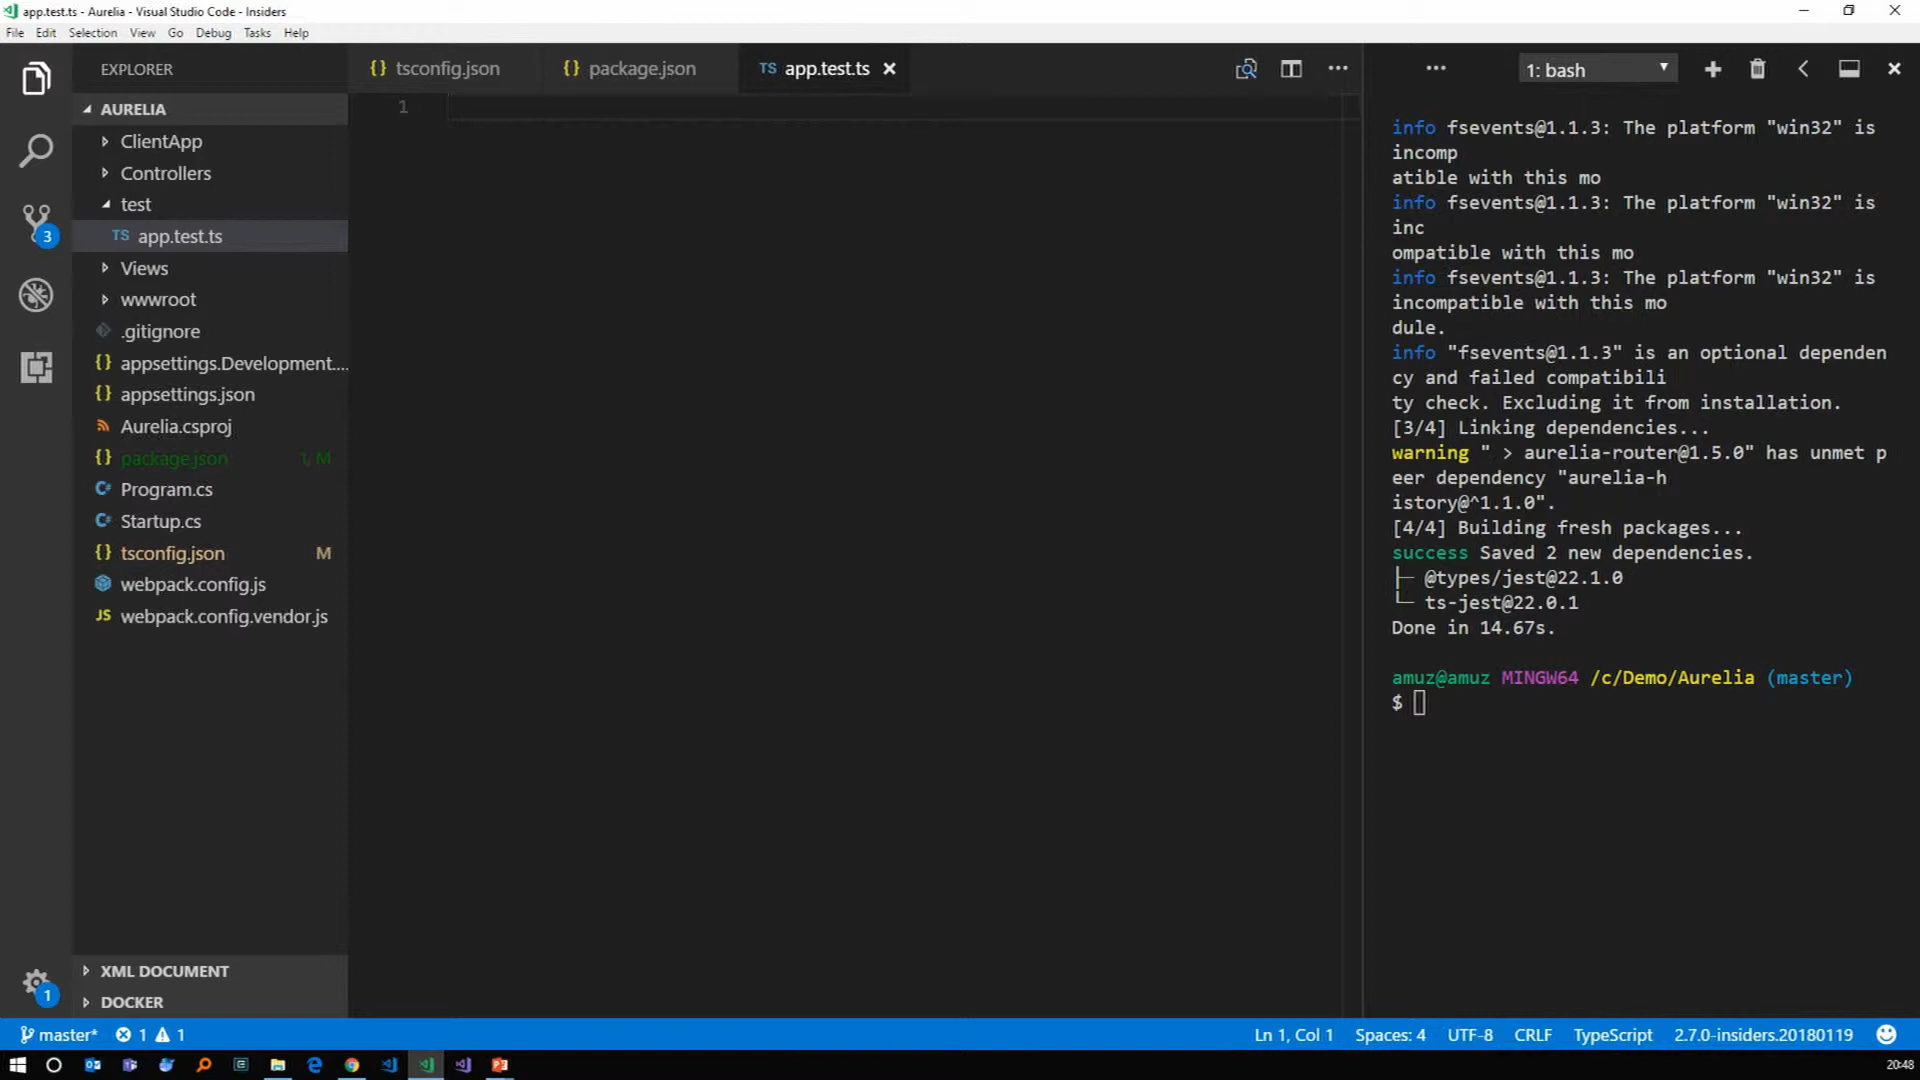 app.test.ts - Aurelia - Visual Studio Code - Insiders
File Edit Selection View Go Debug Tasks Help
EXPLORER
{} tsconfig.json
{} package.json
TS app.test.ts
1: bash
AURELIA
ClientApp
Controllers
test
TS app.test.ts
Views
wwwroot
.gitignore
{} appsettings.Development....
{} appsettings.json
Aurelia.csproj
{} package.json 1, M
C# Program.cs
C# Startup.cs
{} tsconfig.json M
webpack.config.js
JS webpack.config.vendor.js
3
1
XML DOCUMENT
DOCKER
1
info fsevents@1.1.3: The platform "win32" is
incomp
atible with this mo
info fsevents@1.1.3: The platform "win32" is
inc
ompatible with this mo
info fsevents@1.1.3: The platform "win32" is
incompatible with this mo
dule.
info "fsevents@1.1.3" is an optional dependen
cy and failed compatibili
ty check. Excluding it from installation.
[3/4] Linking dependencies...
warning " > aurelia-router@1.5.0" has unmet p
eer dependency "aurelia-h
istory@^1.1.0".
[4/4] Building fresh packages...
success Saved 2 new dependencies.
├─ @types/jest@22.1.0
└─ ts-jest@22.0.1
Done in 14.67s.
amuz@amuz MINGW64 /c/Demo/Aurelia (master)
$
master* 1 1
Ln 1, Col 1 Spaces: 4 UTF-8 CRLF TypeScript 2.7.0-insiders.20180119
20:48